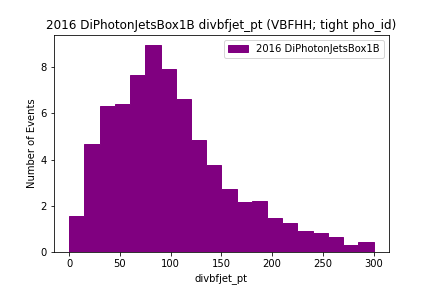 2016 DiPhotonJetsBox1B divbfjet_pt (VBFHH; tight pho_id)
2016 DiPhotonJetsBox1B
8
6
4
2
0
Number of Events
0 50 100 150 200 250 300
divbfjet_pt